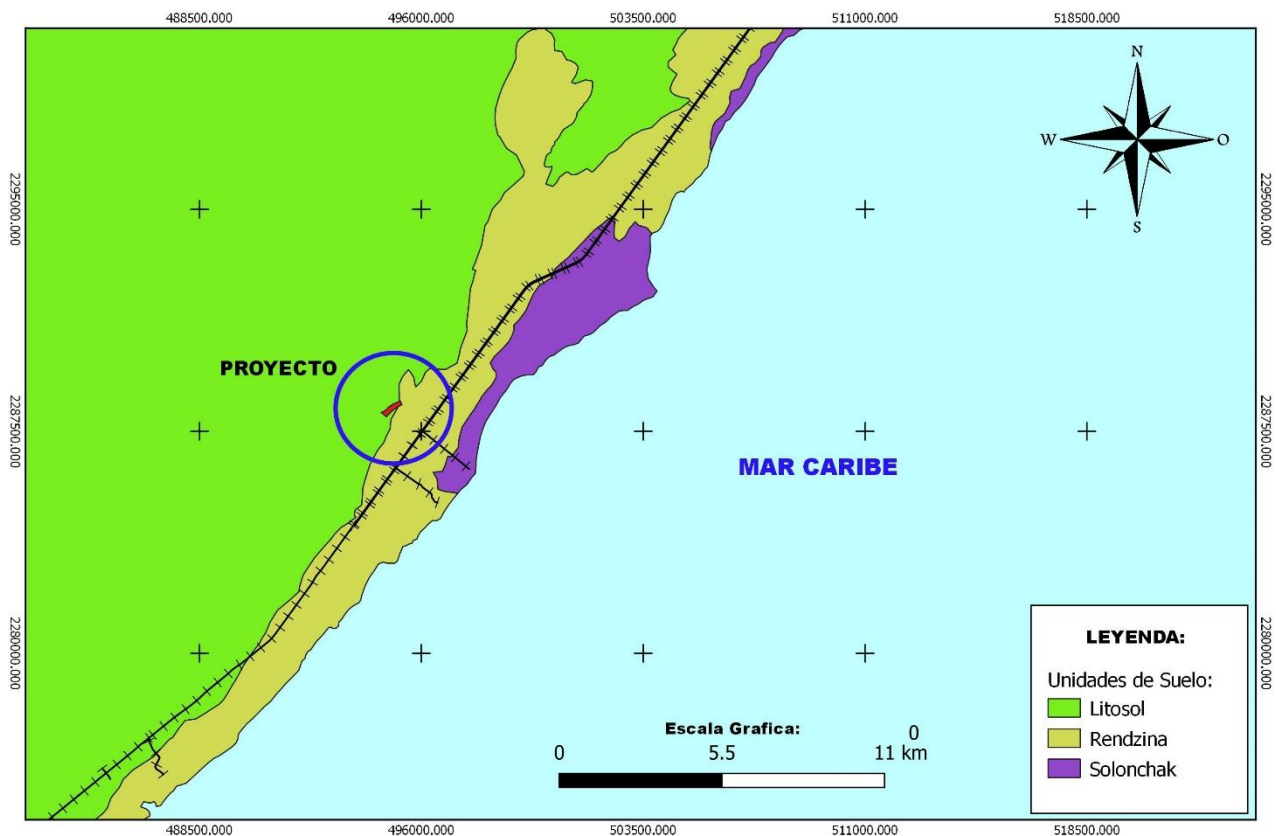 488500.000 496000.000 503500.000 511000.000 518500.000
N
W O
S
2295000.000 2295000.000
PROYECTO
2287500.000 2287500.000
MAR CARIBE
2280000.000 2280000.000
LEYENDA:
Unidades de Suelo:
Litosol
Rendzina
Solonchak
Escala Grafica: 0
0 5.5 11 km
488500.000 496000.000 503500.000 511000.000 518500.000